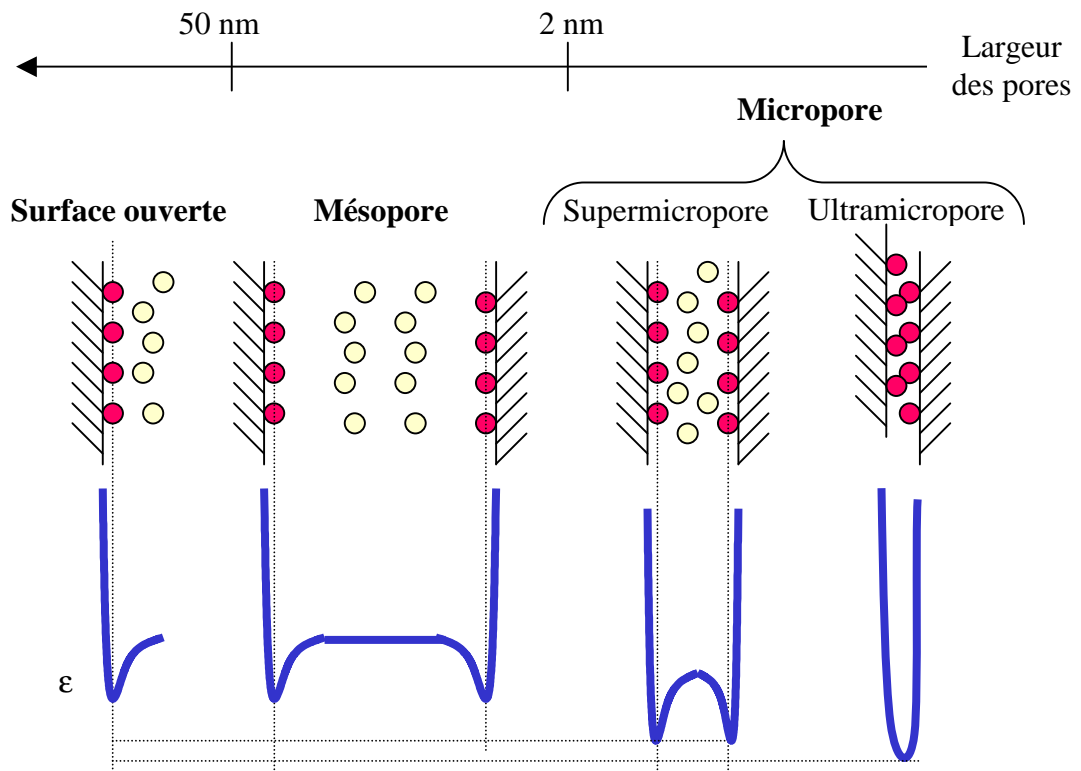 50 nm
2 nm
Largeur
des pores
Micropore
Surface ouverte
Mésopore
Supermicropore
Ultramicropore
ε